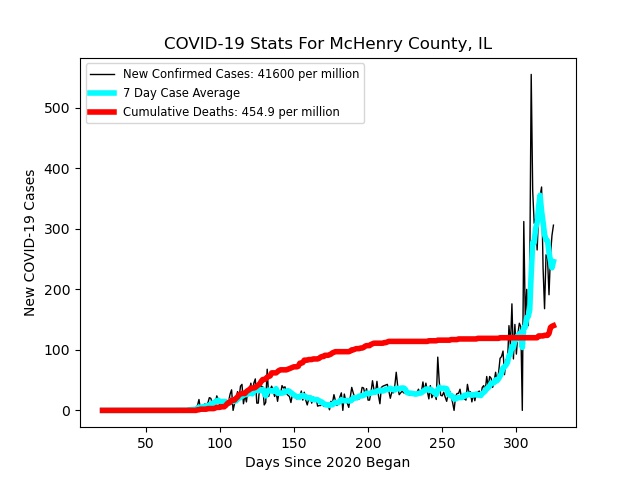 COVID-19 Stats For McHenry County, IL
New Confirmed Cases: 41600 per million
7 Day Case Average
Cumulative Deaths: 454.9 per million
New COVID-19 Cases
500
400
300
200
100
0
50 100 150 200 250 300
Days Since 2020 Began